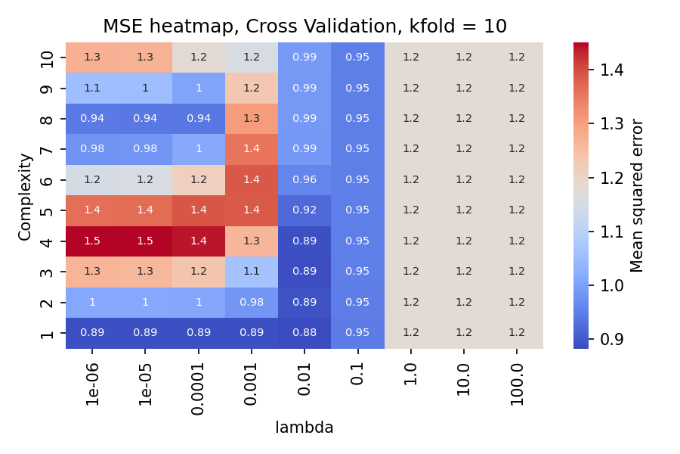 MSE heatmap, Cross Validation, kfold = 10
10 1.3 1.3 1.2 1.2 0.99 0.95 1.2 1.2 1.2
9 1.1 1 1 1.2 0.99 0.95 1.2 1.2 1.2
8 0.94 0.94 0.94 1.3 0.99 0.95 1.2 1.2 1.2
7 0.98 0.98 1 1.4 0.99 0.95 1.2 1.2 1.2
6 1.2 1.2 1.2 1.4 0.96 0.95 1.2 1.2 1.2
5 1.4 1.4 1.4 1.4 0.92 0.95 1.2 1.2 1.2
4 1.5 1.5 1.4 1.3 0.89 0.95 1.2 1.2 1.2
3 1.3 1.3 1.2 1.1 0.89 0.95 1.2 1.2 1.2
2 1 1 1 0.98 0.89 0.95 1.2 1.2 1.2
1 0.89 0.89 0.89 0.89 0.88 0.95 1.2 1.2 1.2
Complexity
1e-06 1e-05 0.0001 0.001 0.01 0.1 1.0 10.0 100.0
lambda
1.4
1.3
1.2
1.1
1.0
0.9
Mean squared error